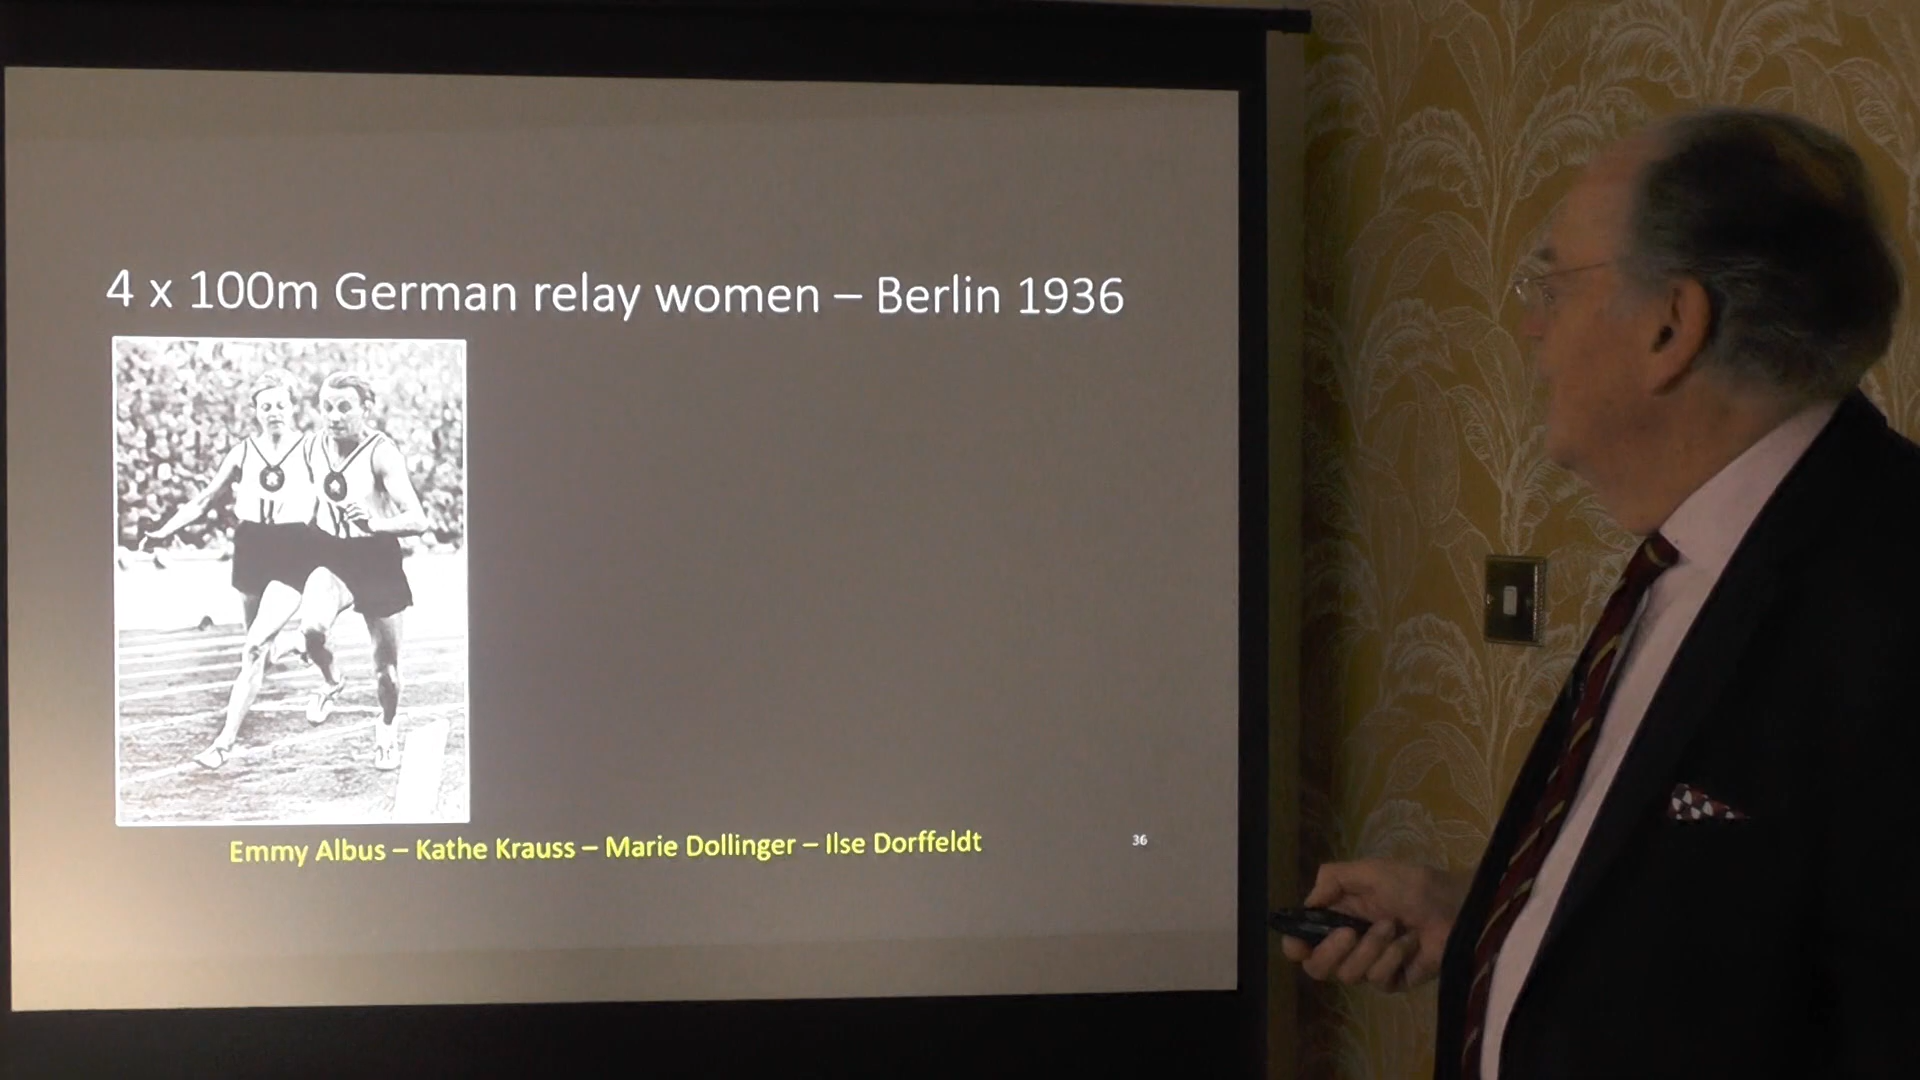 4 x 100m German relay women – Berlin 1936
Emmy Albus – Kathe Krauss – Marie Dollinger – Ilse Dorffeldt
36